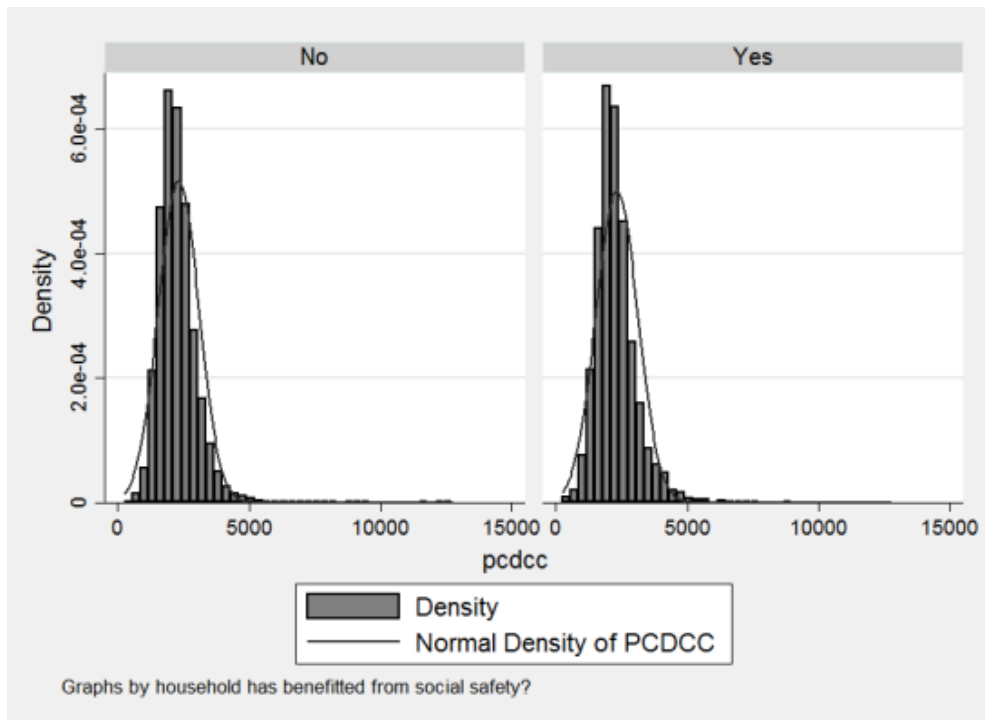 No
Yes
Density
6.0e-04
4.0e-04
2.0e-04
0
0 5000 10000 15000
0 5000 10000 15000
pcdcc
Density
Normal Density of PCDCC
Graphs by household has benefitted from social safety?